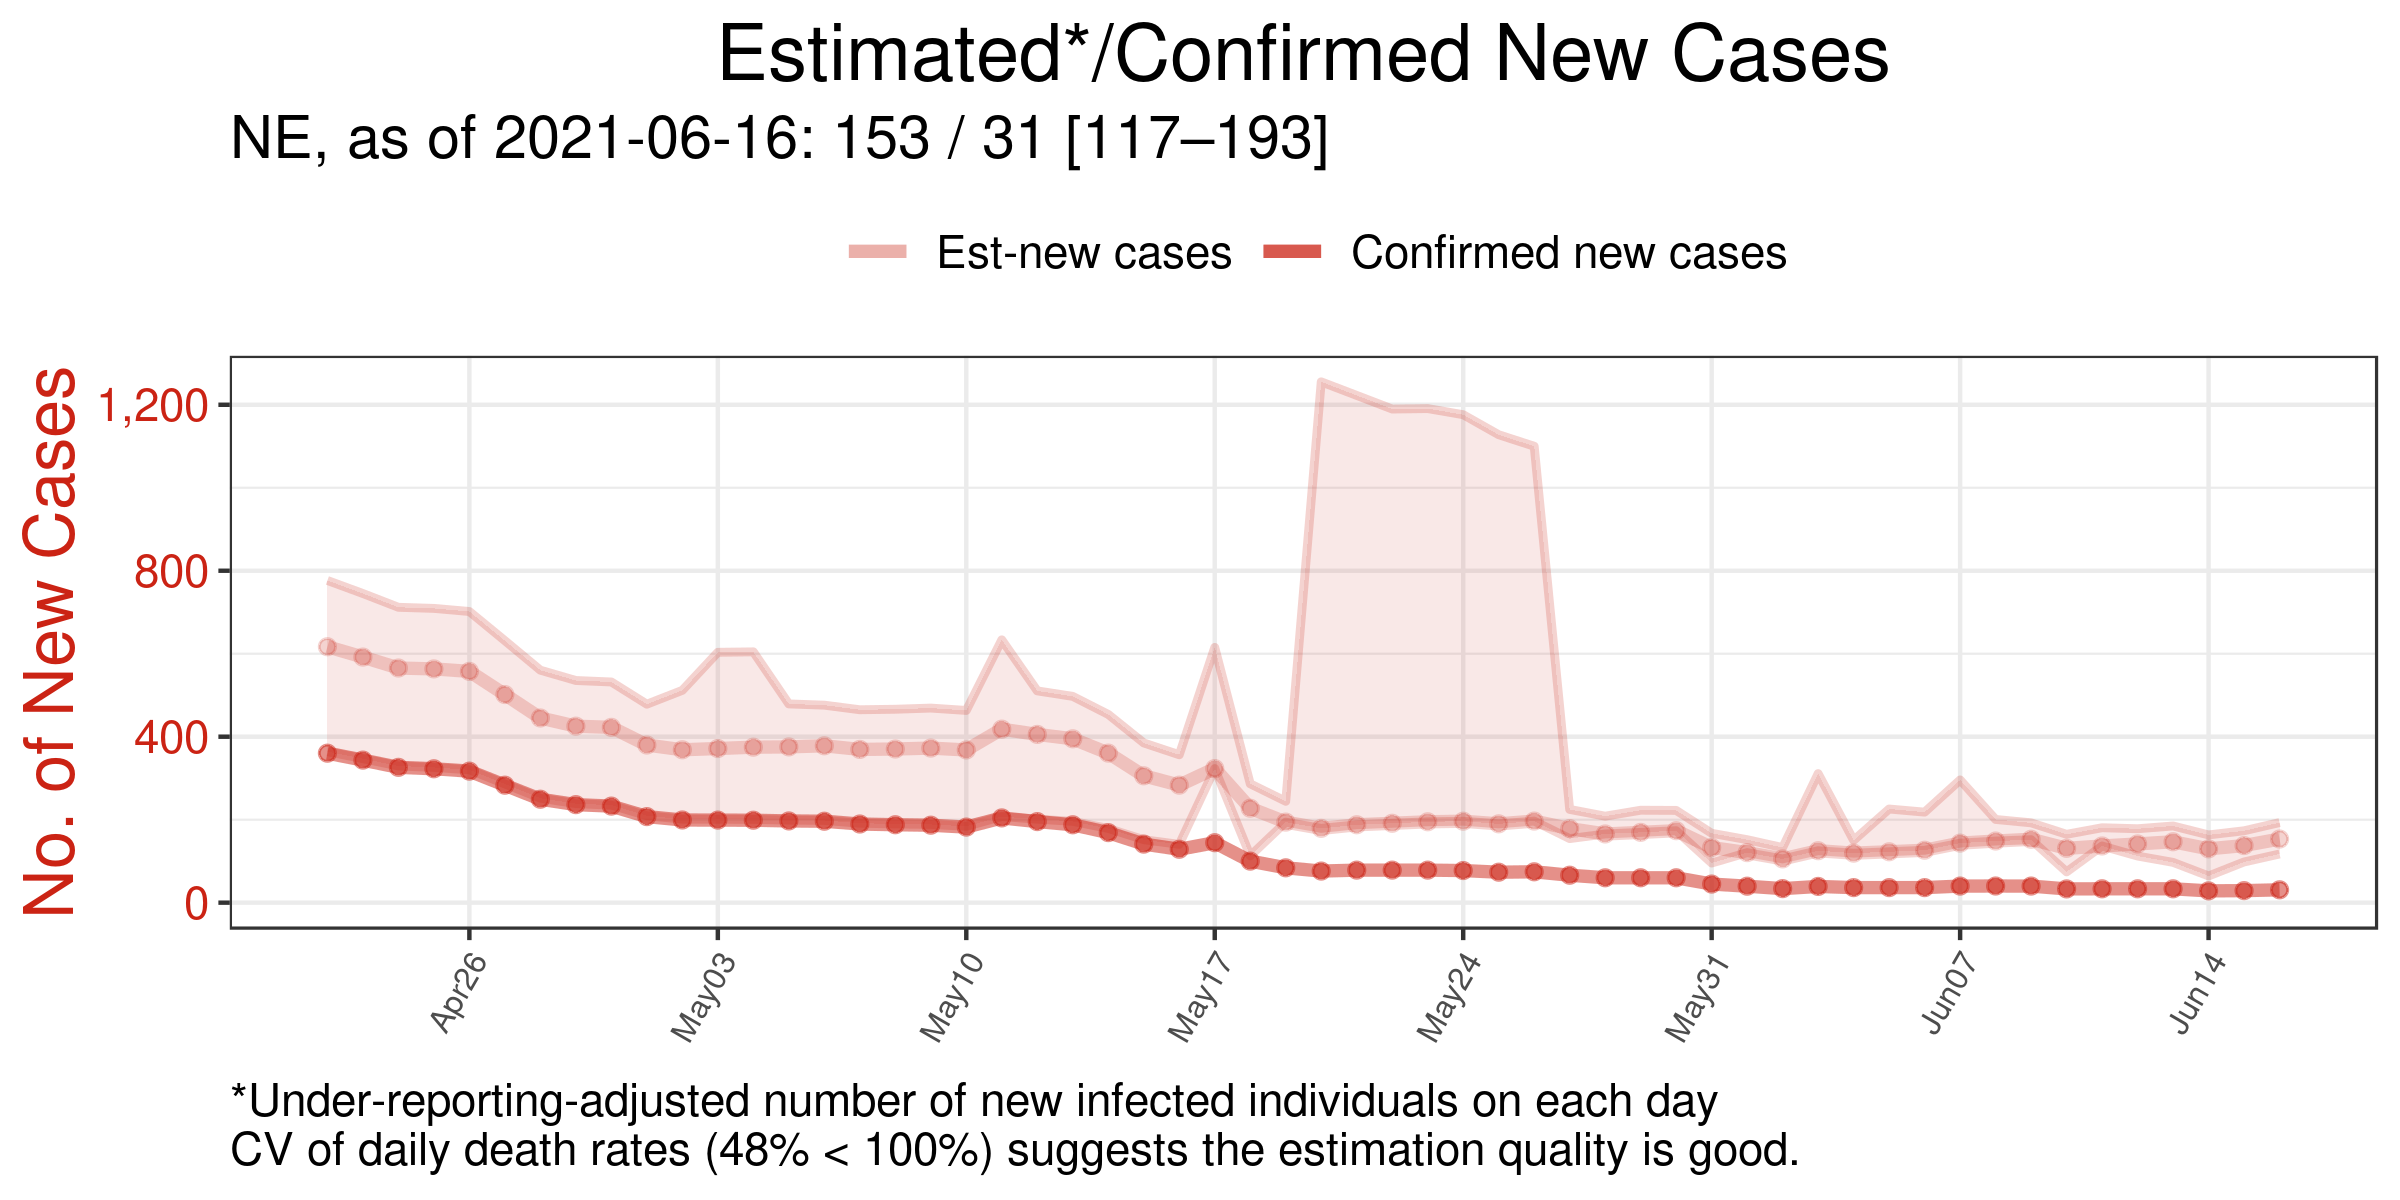 Estimated*/Confirmed New Cases
NE, as of 2021-06-16: 153 / 31 [117–193]
Est-new cases
Confirmed new cases
No. of New Cases
1,200
800
400
0
Apr26
May03
May10
May17
May24
May31
Jun07
Jun14
*Under-reporting-adjusted number of new infected individuals on each day
CV of daily death rates (48% < 100%) suggests the estimation quality is good.